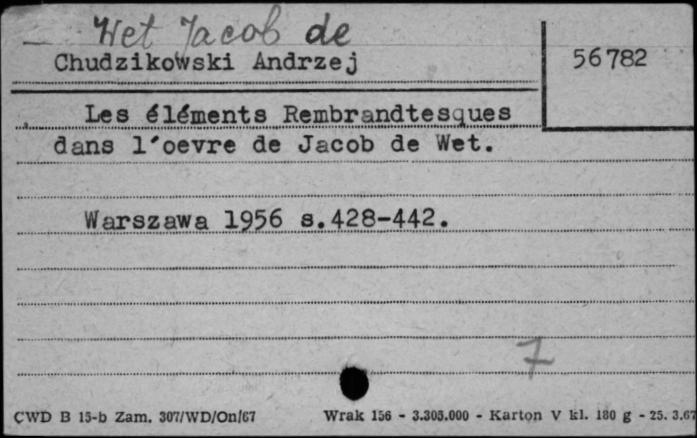 Wet Jacob de
Chudzikowski Andrzej
56782
Les éléments Rembrandtesques
dans l'oevre de Jacob de Wet.
Warszawa 1956 s.428-442.
7
CWD B 15-b Zam. 307/WD/On/67 Wrak 156 - 3.305.000 - Karton V kl. 180 g - 25. 3.67